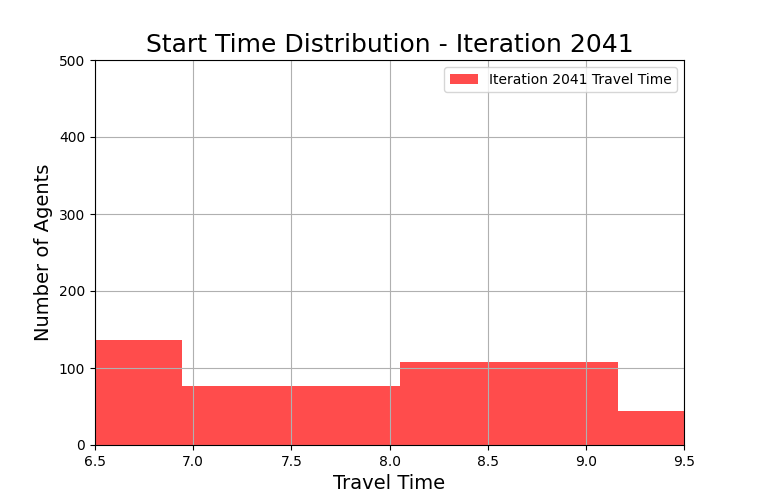 Start Time Distribution - Iteration 2041
Iteration 2041 Travel Time
Number of Agents
500
400
300
200
100
0
6.5 7.0 7.5 8.0 8.5 9.0 9.5
Travel Time